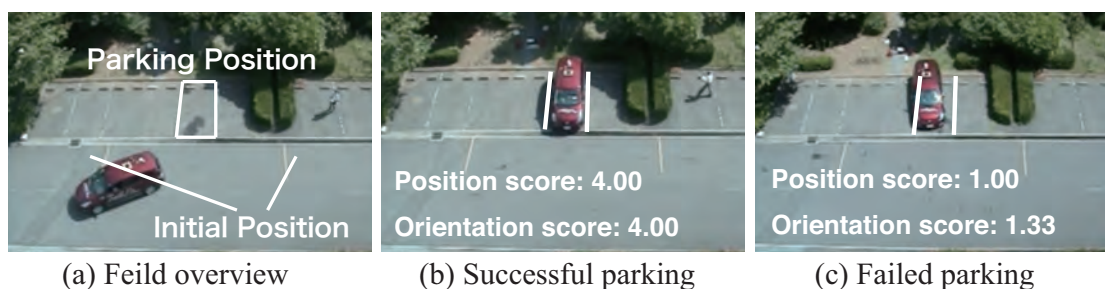 Parking Position
Initial Position
(a) Feild overview
Position score: 4.00
Orientation score: 4.00
(b) Successful parking
Position score: 1.00
Orientation score: 1.33
(c) Failed parking